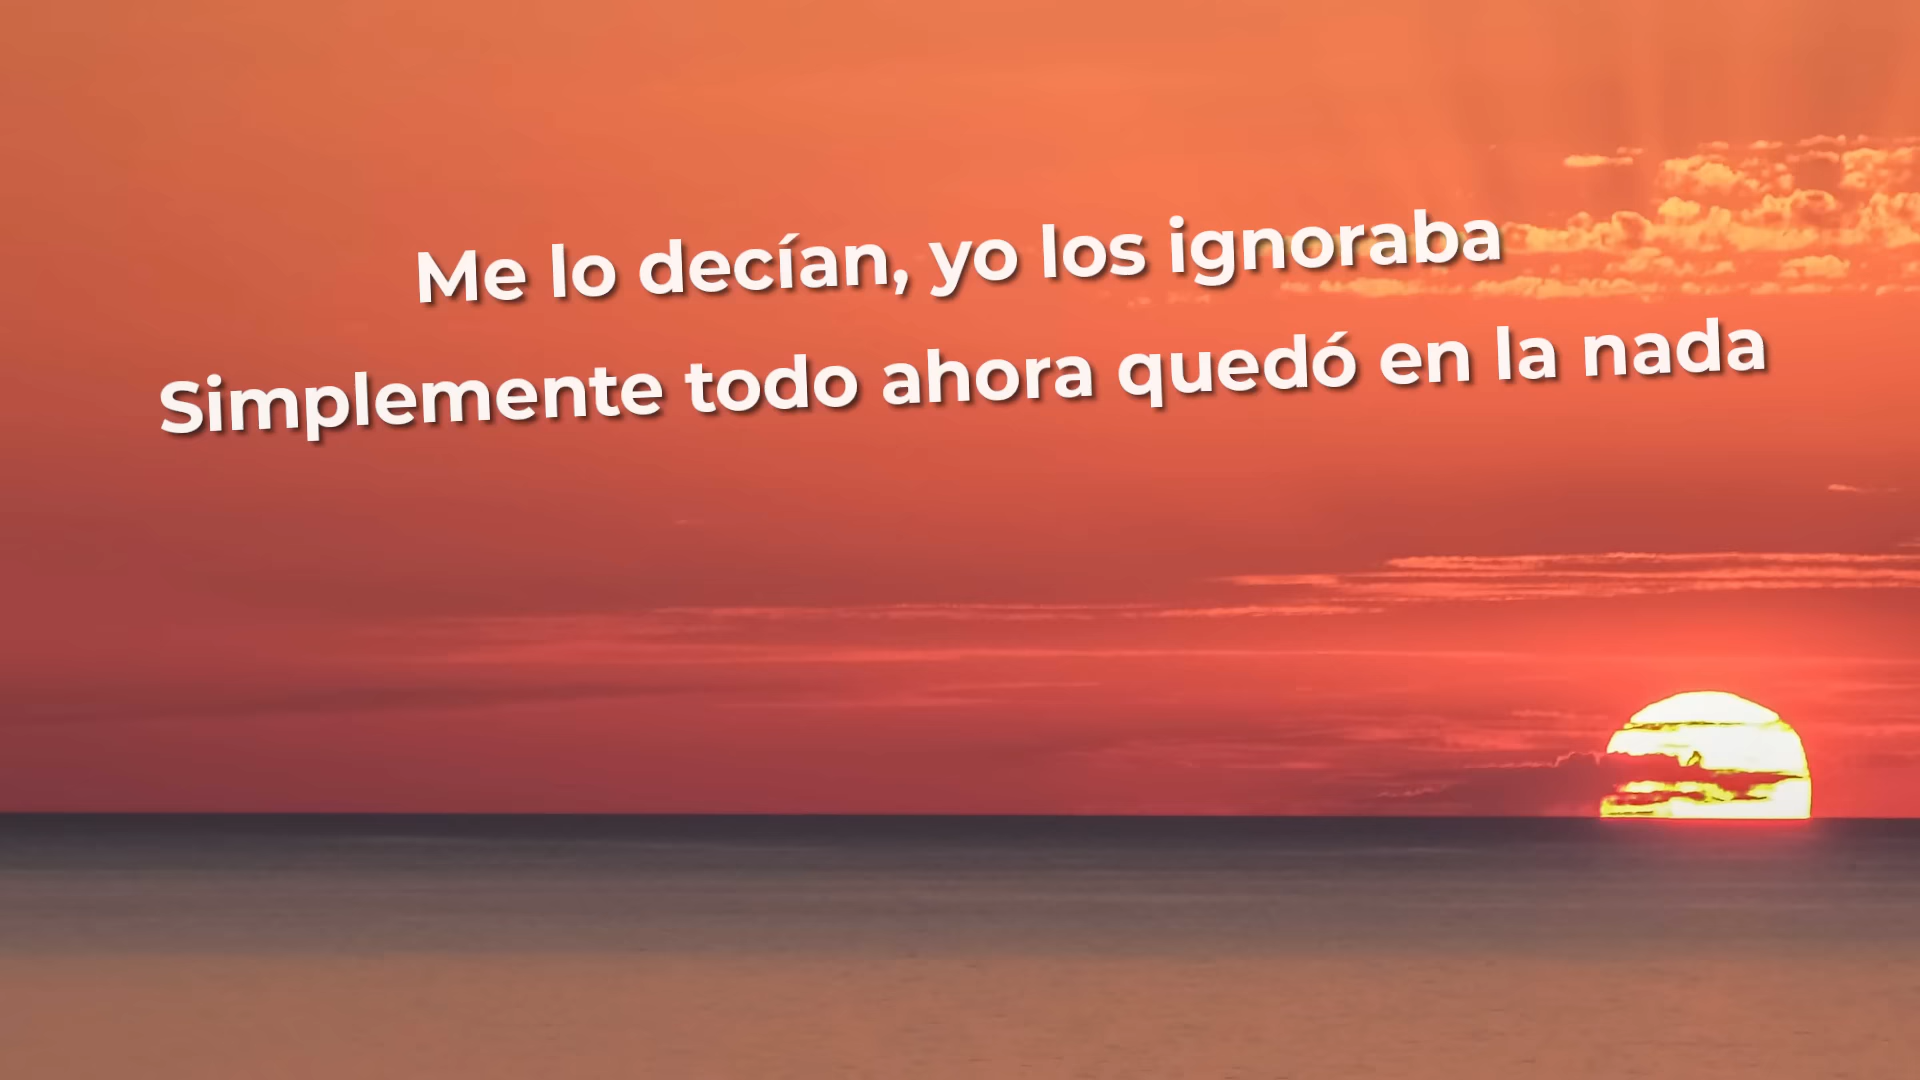 Me lo decían, yo los ignoraba
Simplemente todo ahora quedó en la nada